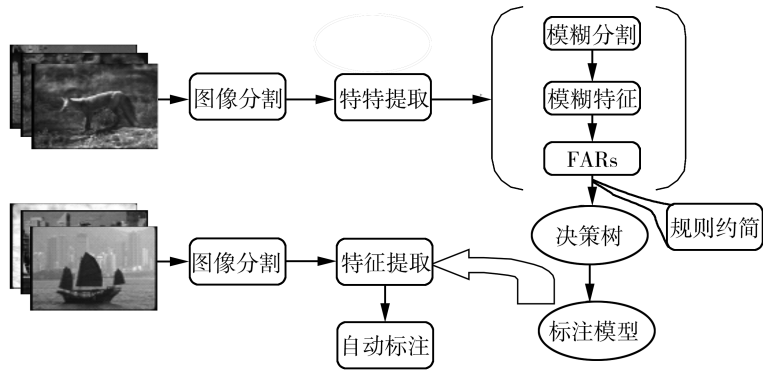 模糊分割
图像分割
特特提取
模糊特征
FARs
规则约简
决策树
图像分割
特征提取
标注模型
自动标注